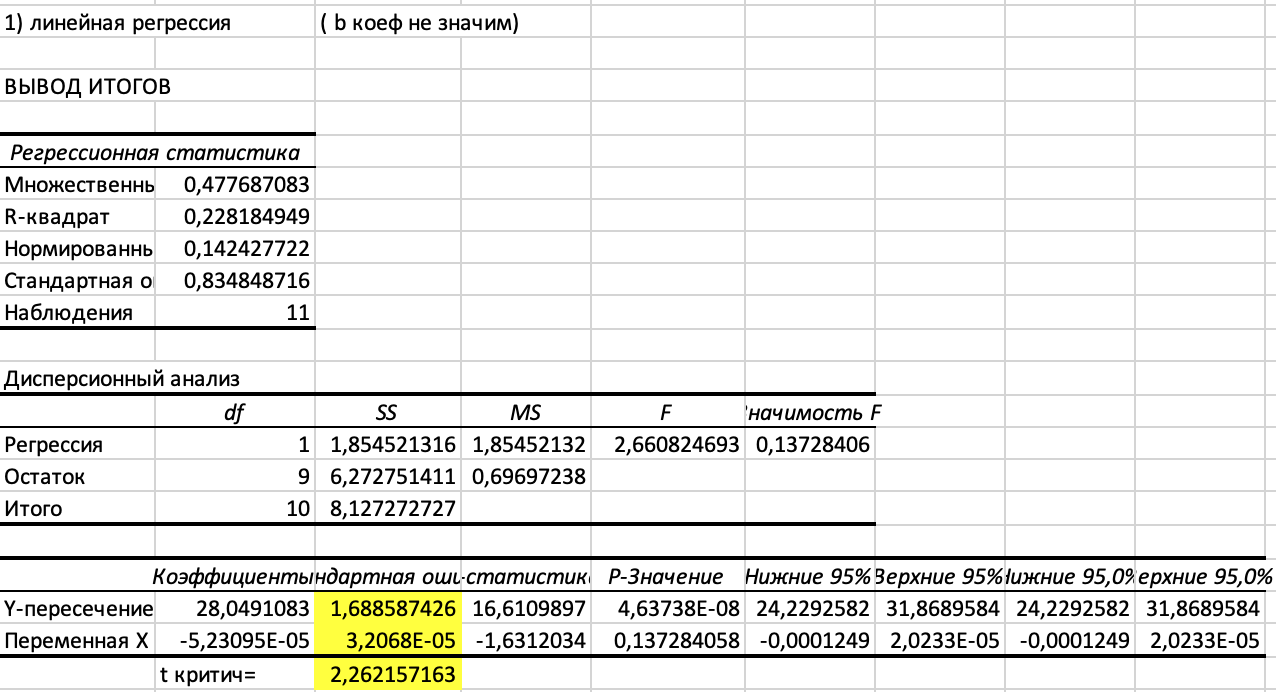 1) линейная регрессия ( b коеф не значим)
ВЫВОД ИТОГОВ
Регрессионная статистика
Множественнь 0,477687083
R-квадрат 0,228184949
Нормированнь 0,142427722
Стандартная о 0,834848716
Наблюдения 11
Дисперсионный анализ
df SS MS F начимость F
Регрессия 1 1,854521316 1,85452132 2,660824693 0,13728406
Остаток 9 6,272751411 0,69697238
Итого 10 8,127272727
Коэффициенты ндартная оши -статистик P-Значение Нижние 95% Верхние 95% ижние 95,0% ерхние 95,0%
Y-пересечение 28,0491083 1,688587426 16,6109897 4,63738E-08 24,2292582 31,8689584 24,2292582 31,8689584
Переменная X -5,23095E-05 3,2068E-05 -1,6312034 0,137284058 -0,0001249 2,0233E-05 -0,0001249 2,0233E-05
t критич= 2,262157163